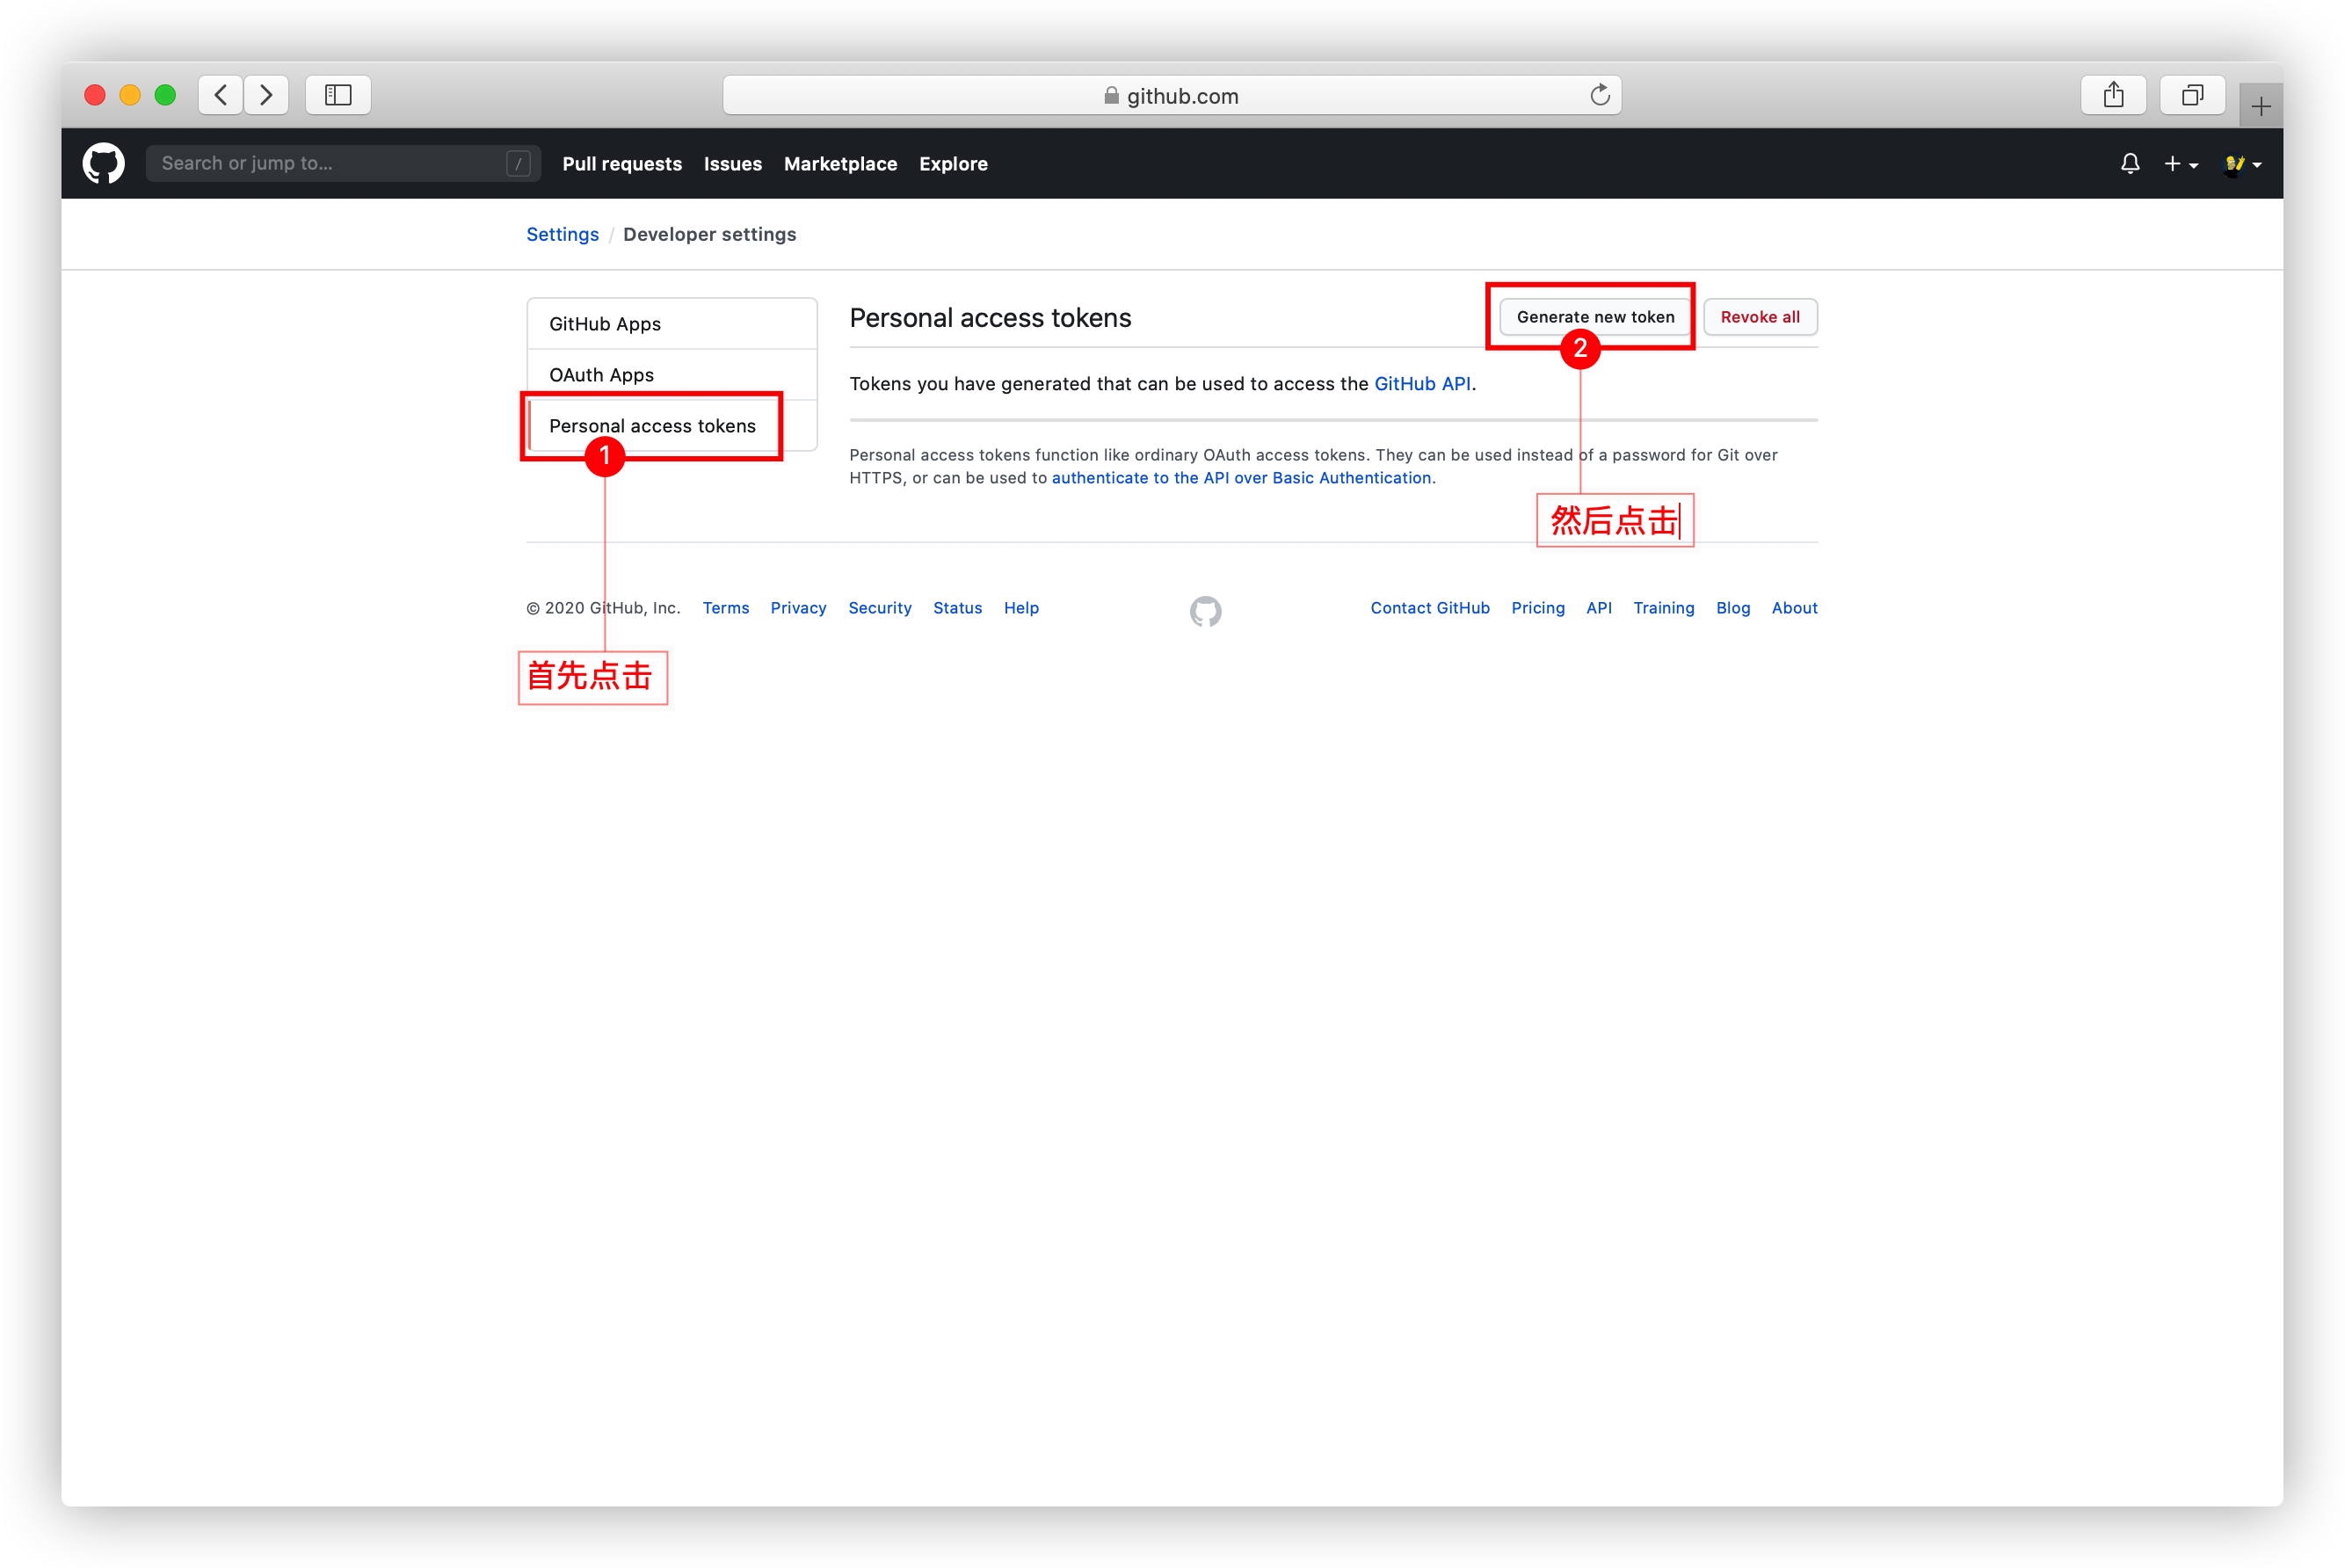 github.com
Search or jump to...
/
Pull requests
Issues
Marketplace
Explore
Settings / Developer settings
GitHub Apps
OAuth Apps
Personal access tokens
1
首先点击
Personal access tokens
Generate new token
Revoke all
2
然后点击
Tokens you have generated that can be used to access the GitHub API.
Personal access tokens function like ordinary OAuth access tokens. They can be used instead of a password for Git over
HTTPS, or can be used to authenticate to the API over Basic Authentication.
© 2020 GitHub, Inc.
Terms
Privacy
Security
Status
Help
Contact GitHub
Pricing
API
Training
Blog
About